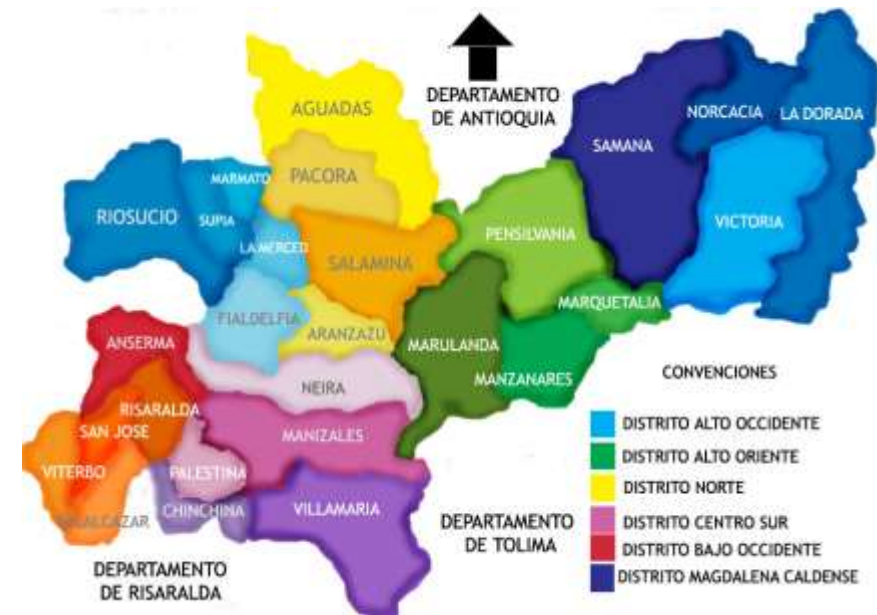 DEPARTAMENTO
DE ANTIOQUIA
AGUADAS
NORCACIA
LA DORADA
SAMANA
MARMATO
PACORA
RIOSUCIO
SUPIA
VICTORIA
PENSILVANIA
LA MERCED
SALAMINA
MARQUETALIA
FIALDELFIA
ARANZAZU
ANSERMA
MARULANDA
MANZANARES
NEIRA
CONVENCIONES
RISARALDA
SAN JOSE
MANIZALES
DISTRITO ALTO OCCIDENTE
DISTRITO ALTO ORIENTE
VITERBO
PALESTINA
DISTRITO NORTE
CHINCHINA
VILLAMARIA
DEPARTAMENTO
DE TOLIMA
DISTRITO CENTRO SUR
DISTRITO BAJO OCCIDENTE
DISTRITO MAGDALENA CALDENSE
DEPARTAMENTO
DE RISARALDA